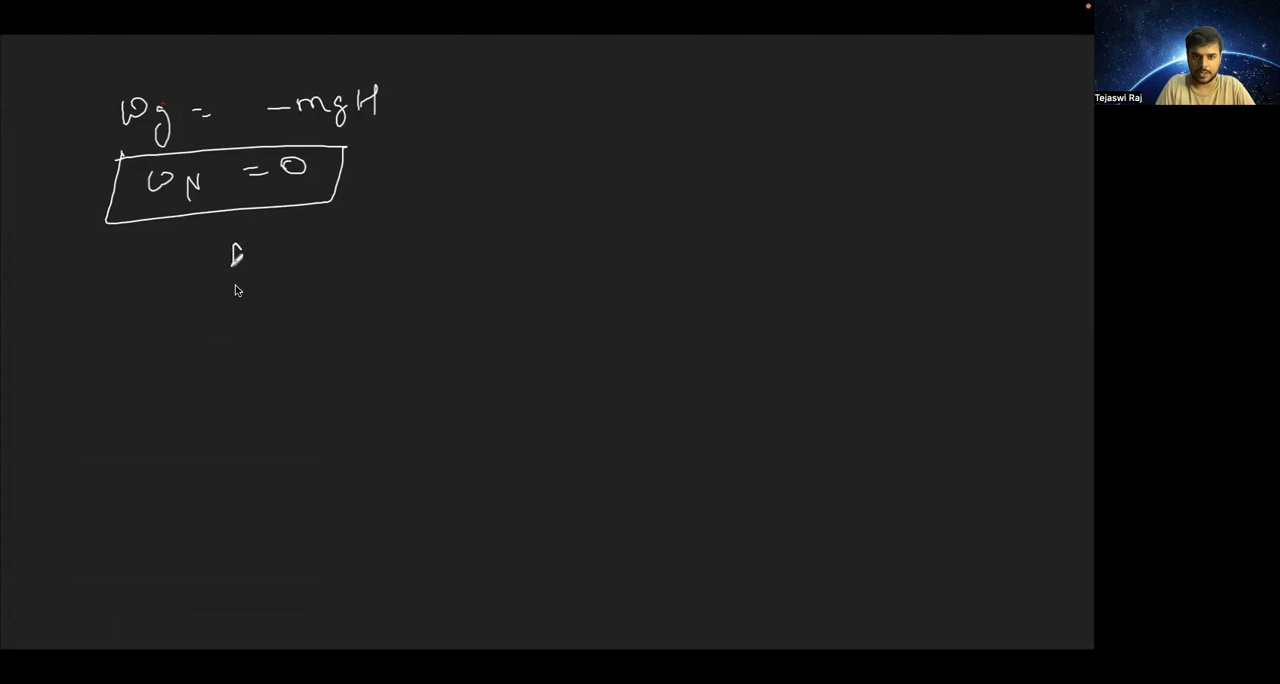 Wg = -mgH
WN = 0
Tejaswi Raj